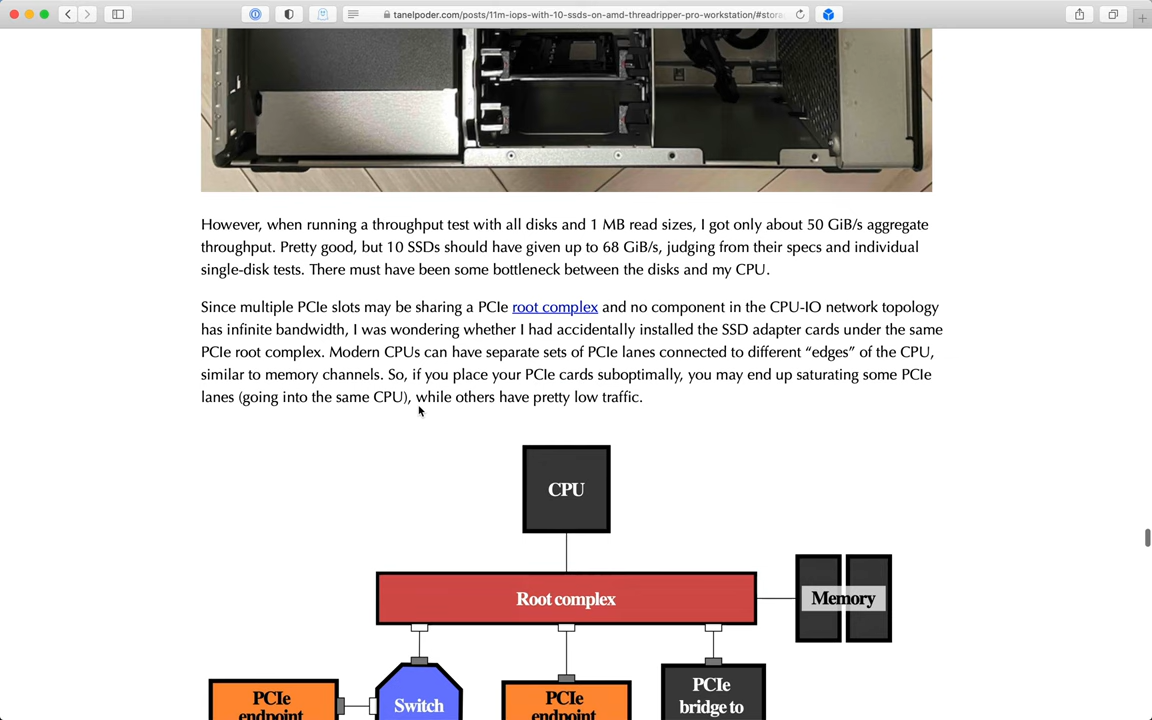 tanelpoder.com/posts/11m-iops-with-10-ssds-on-amd-threadripper-pro-workstation/#stora
However, when running a throughput test with all disks and 1 MB read sizes, I got only about 50 GiB/s aggregate
throughput. Pretty good, but 10 SSDs should have given up to 68 GiB/s, judging from their specs and individual
single-disk tests. There must have been some bottleneck between the disks and my CPU.
Since multiple PCIe slots may be sharing a PCIe root complex and no component in the CPU-IO network topology
has infinite bandwidth, I was wondering whether I had accidentally installed the SSD adapter cards under the same
PCIe root complex. Modern CPUs can have separate sets of PCIe lanes connected to different “edges” of the CPU,
similar to memory channels. So, if you place your PCIe cards suboptimally, you may end up saturating some PCIe
lanes (going into the same CPU), while others have pretty low traffic.
CPU
Root complex
Memory
PCIe
endpoint
Switch
PCIe
endpoint
PCIe
bridge to